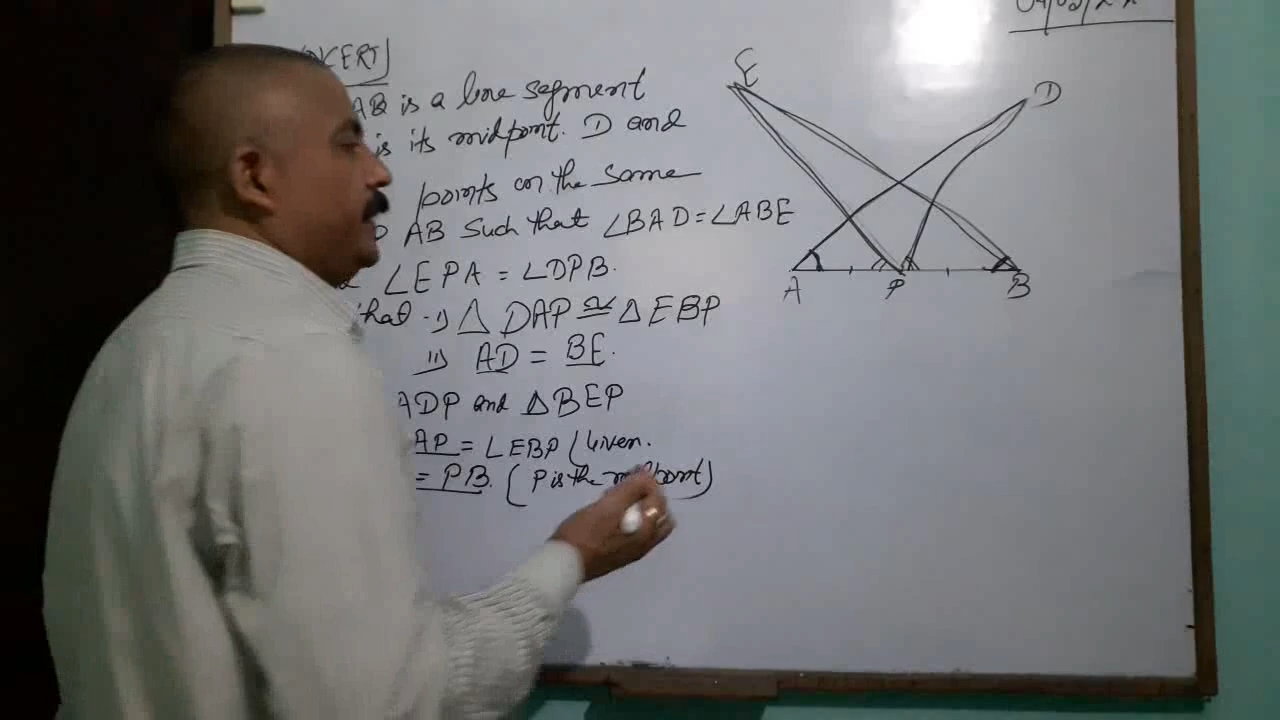 NCERT)
AB is a line segment
is its midpoint. D and
points on the same
AB such that ∠BAD = ∠ABE
∠EPA = ∠DPB.
that i) △ DAP ≅ △ EBP
ii) AD = BE.
ADP and △ BEP
AP = ∠EBP (Given.
= PB. (P is the midpoint)
E
D
A
P
B